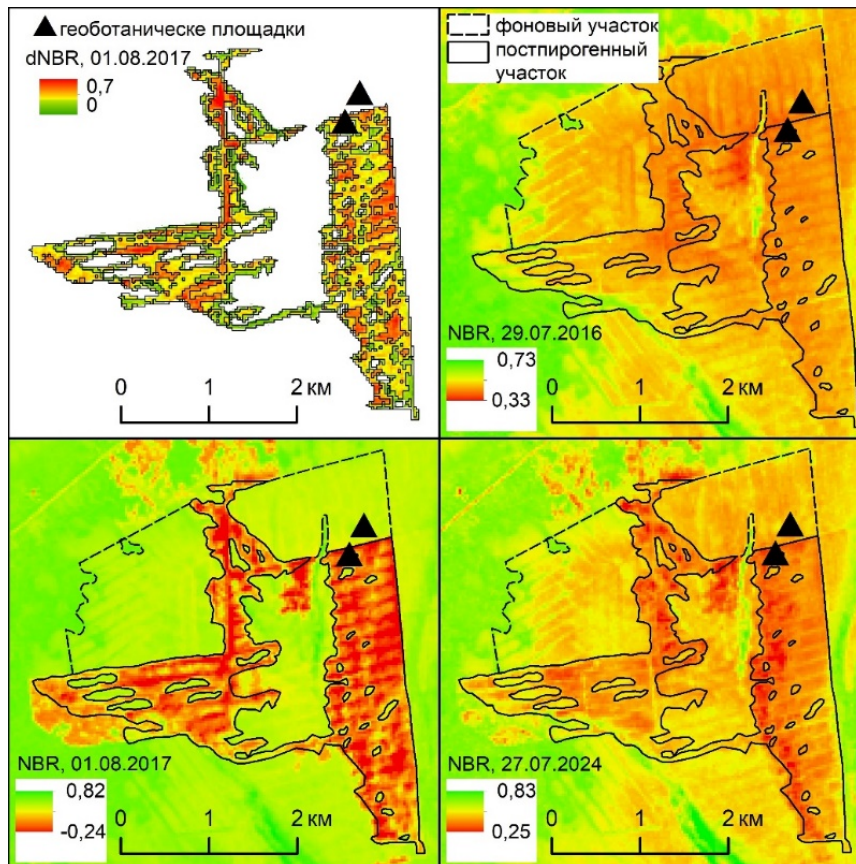 геоботаническе площадки
dNBR, 01.08.2017
0,7
0
0 1 2 км
фоновый участок
постпирогенный
участок
NBR, 29.07.2016
0,73
0,33
0 1 2 км
NBR, 01.08.2017
0,82
-0,24
0 1 2 км
NBR, 27.07.2024
0,83
0,25
0 1 2 км